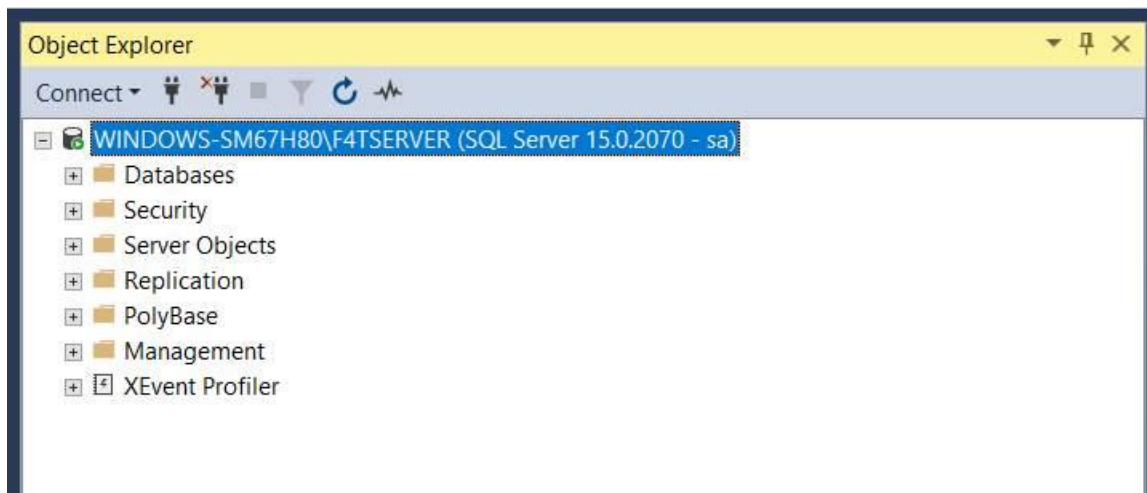 Object Explorer
Connect
WINDOWS-SM67H80\F4TSERVER (SQL Server 15.0.2070 - sa)
Databases
Security
Server Objects
Replication
PolyBase
Management
XEvent Profiler